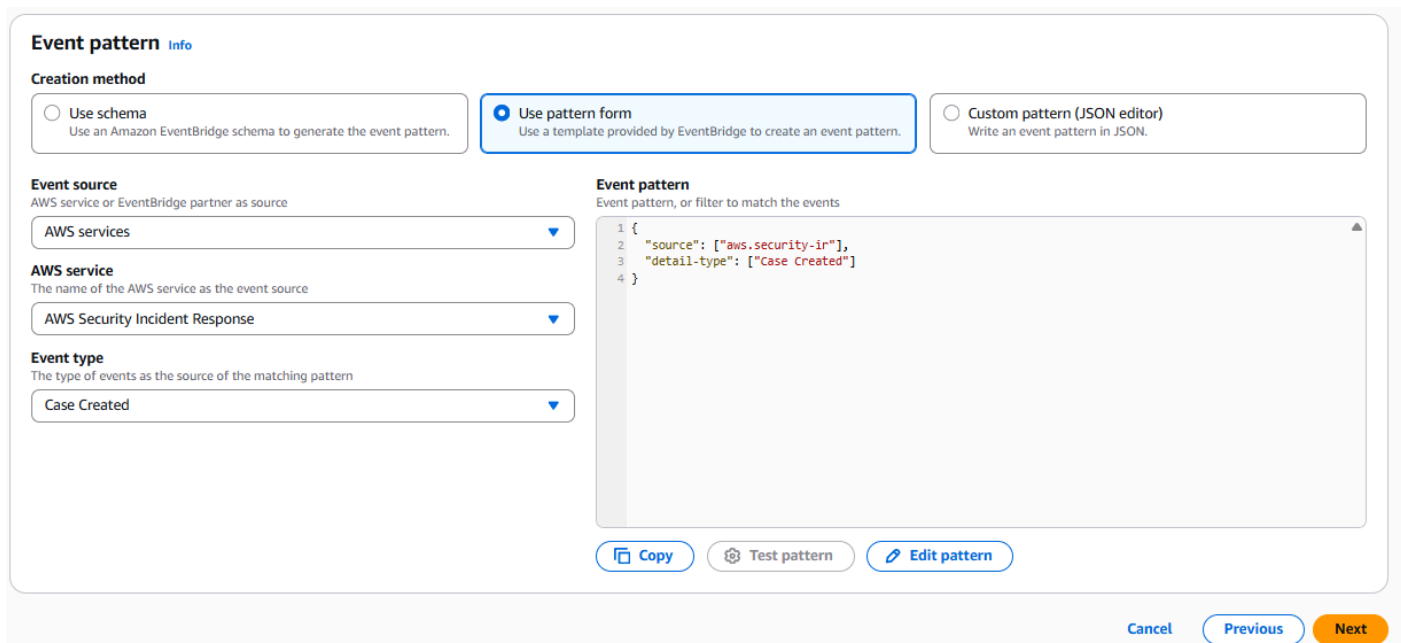 Event pattern Info
Creation method
Use schema
Use an Amazon EventBridge schema to generate the event pattern.
Use pattern form
Use a template provided by EventBridge to create an event pattern.
Custom pattern (JSON editor)
Write an event pattern in JSON.
Event source
AWS service or EventBridge partner as source
AWS services
AWS service
The name of the AWS service as the event source
AWS Security Incident Response
Event type
The type of events as the source of the matching pattern
Case Created
Event pattern
Event pattern, or filter to match the events
1 {
2   "source": ["aws.security-ir"],
3   "detail-type": ["Case Created"]
4 }
Copy
Test pattern
Edit pattern
Cancel
Previous
Next